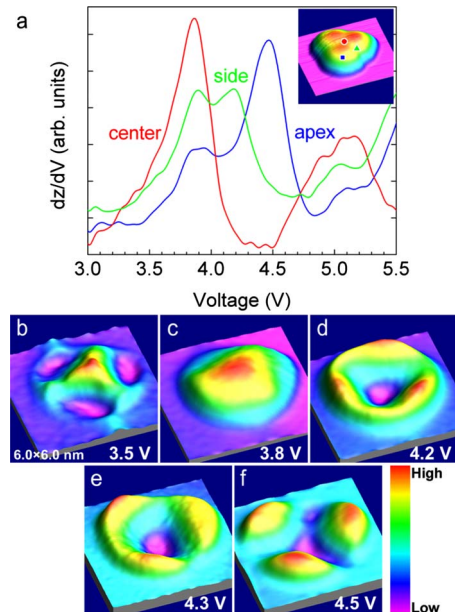 a
dz/dV (arb. units)
center
side
apex
3.0 3.5 4.0 4.5 5.0 5.5
Voltage (V)
b
6.0×6.0 nm
3.5 V
c
3.8 V
d
4.2 V
e
4.3 V
f
4.5 V
High
Low